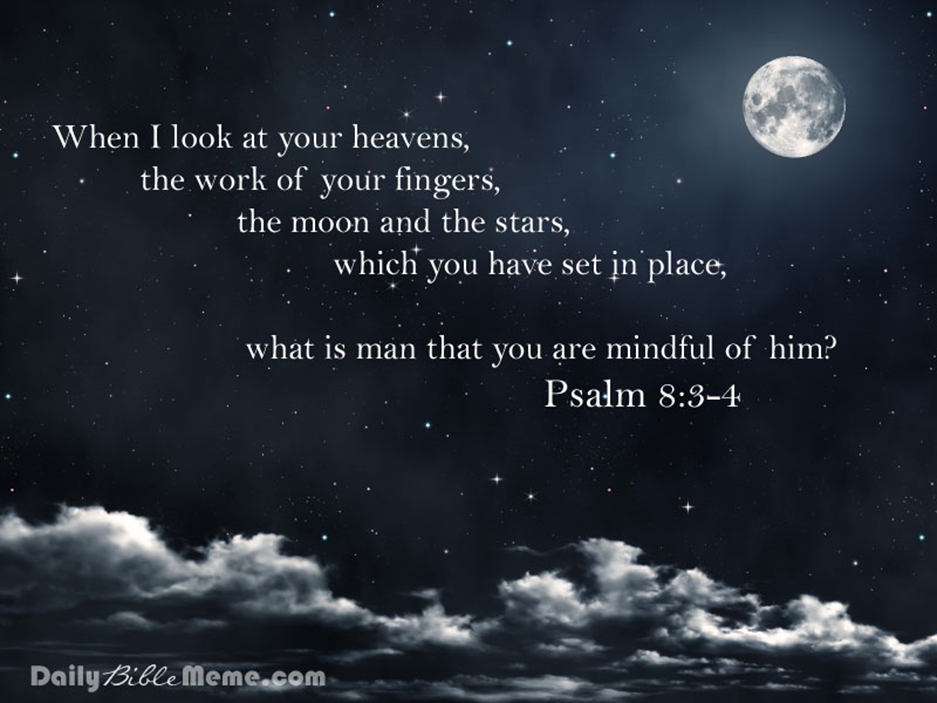 When I look at your heavens,
the work of your fingers,
the moon and the stars,
which you have set in place,
what is man that you are mindful of him?
Psalm 8:3-4
DailyBibleMeme.com